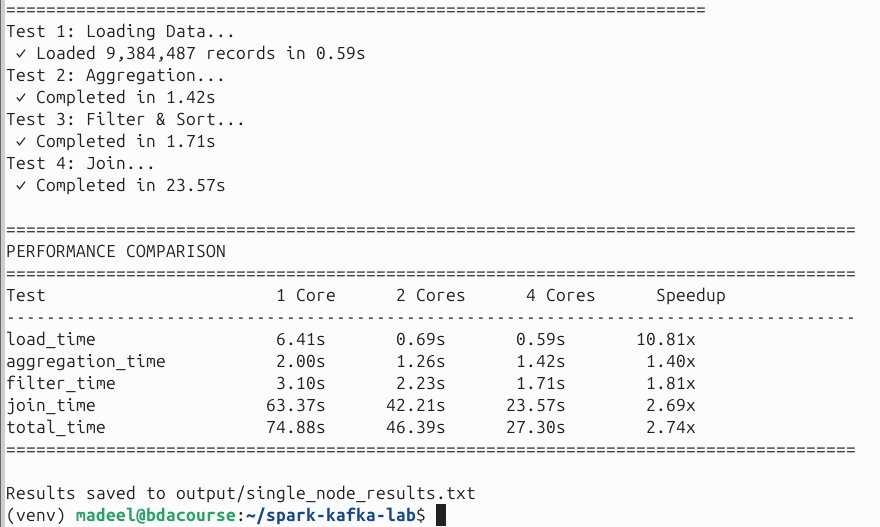 ======================================================================
Test 1: Loading Data...
 ✓ Loaded 9,384,487 records in 0.59s
Test 2: Aggregation...
 ✓ Completed in 1.42s
Test 3: Filter & Sort...
 ✓ Completed in 1.71s
Test 4: Join...
 ✓ Completed in 23.57s

=====================================================================================
PERFORMANCE COMPARISON
=====================================================================================
Test                       1 Core      2 Cores      4 Cores      Speedup
-------------------------------------------------------------------------------------
load_time                  6.41s      0.69s        0.59s       10.81x
aggregation_time           2.00s      1.26s        1.42s        1.40x
filter_time                3.10s      2.23s        1.71s        1.81x
join_time                 63.37s     42.21s       23.57s        2.69x
total_time                74.88s     46.39s       27.30s        2.74x
=====================================================================================

Results saved to output/single_node_results.txt
(venv) madeel@bdacourse:~/spark-kafka-lab$